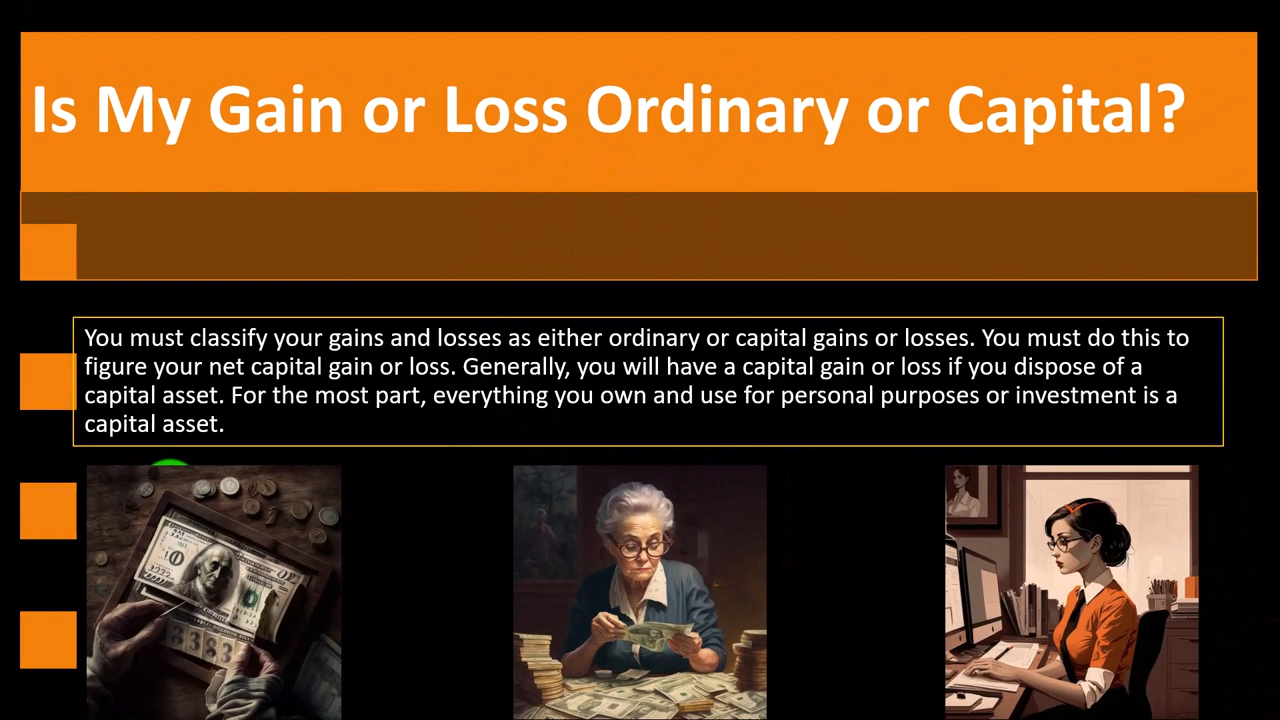 Is My Gain or Loss Ordinary or Capital?
You must classify your gains and losses as either ordinary or capital gains or losses. You must do this to
figure your net capital gain or loss. Generally, you will have a capital gain or loss if you dispose of a
capital asset. For the most part, everything you own and use for personal purposes or investment is a
capital asset.